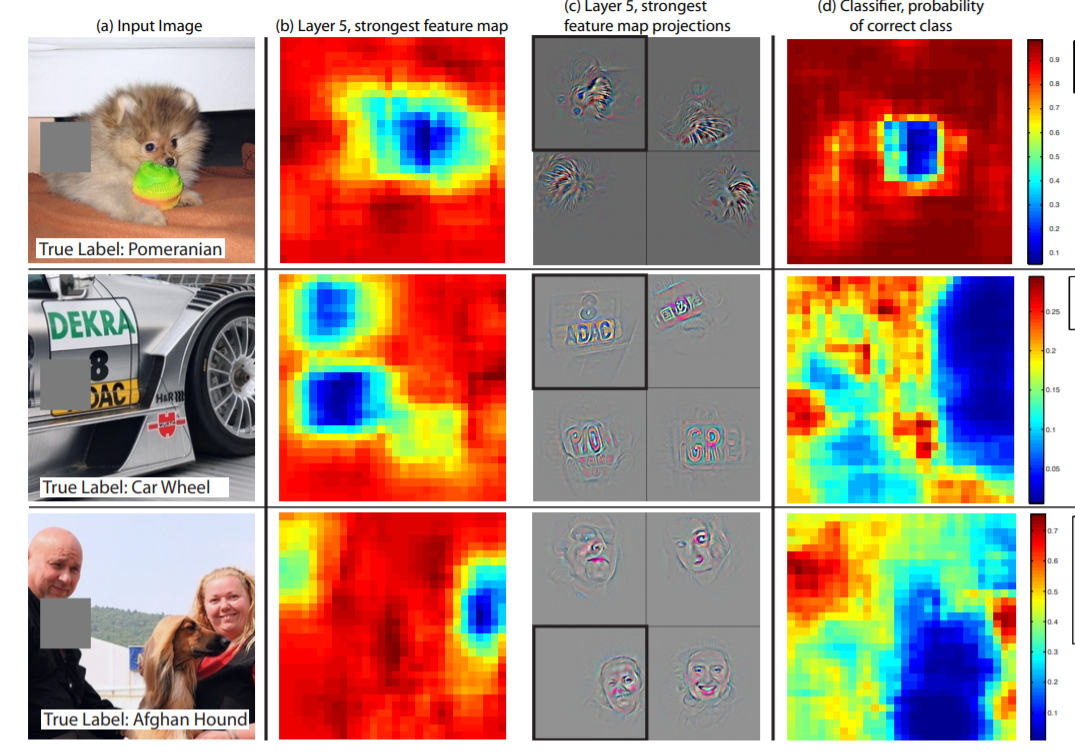 (a) Input Image
(b) Layer 5, strongest feature map
(c) Layer 5, strongest
feature map projections
(d) Classifier, probability
of correct class
True Label: Pomeranian
0.9
0.8
0.7
0.6
0.5
0.4
0.3
0.2
0.1
DEKRA
8
DAC
H&R
True Label: Car Wheel
8
ADAC
PIO
GRE
0.25
0.2
0.15
0.1
0.05
True Label: Afghan Hound
0.7
0.6
0.5
0.4
0.3
0.2
0.1